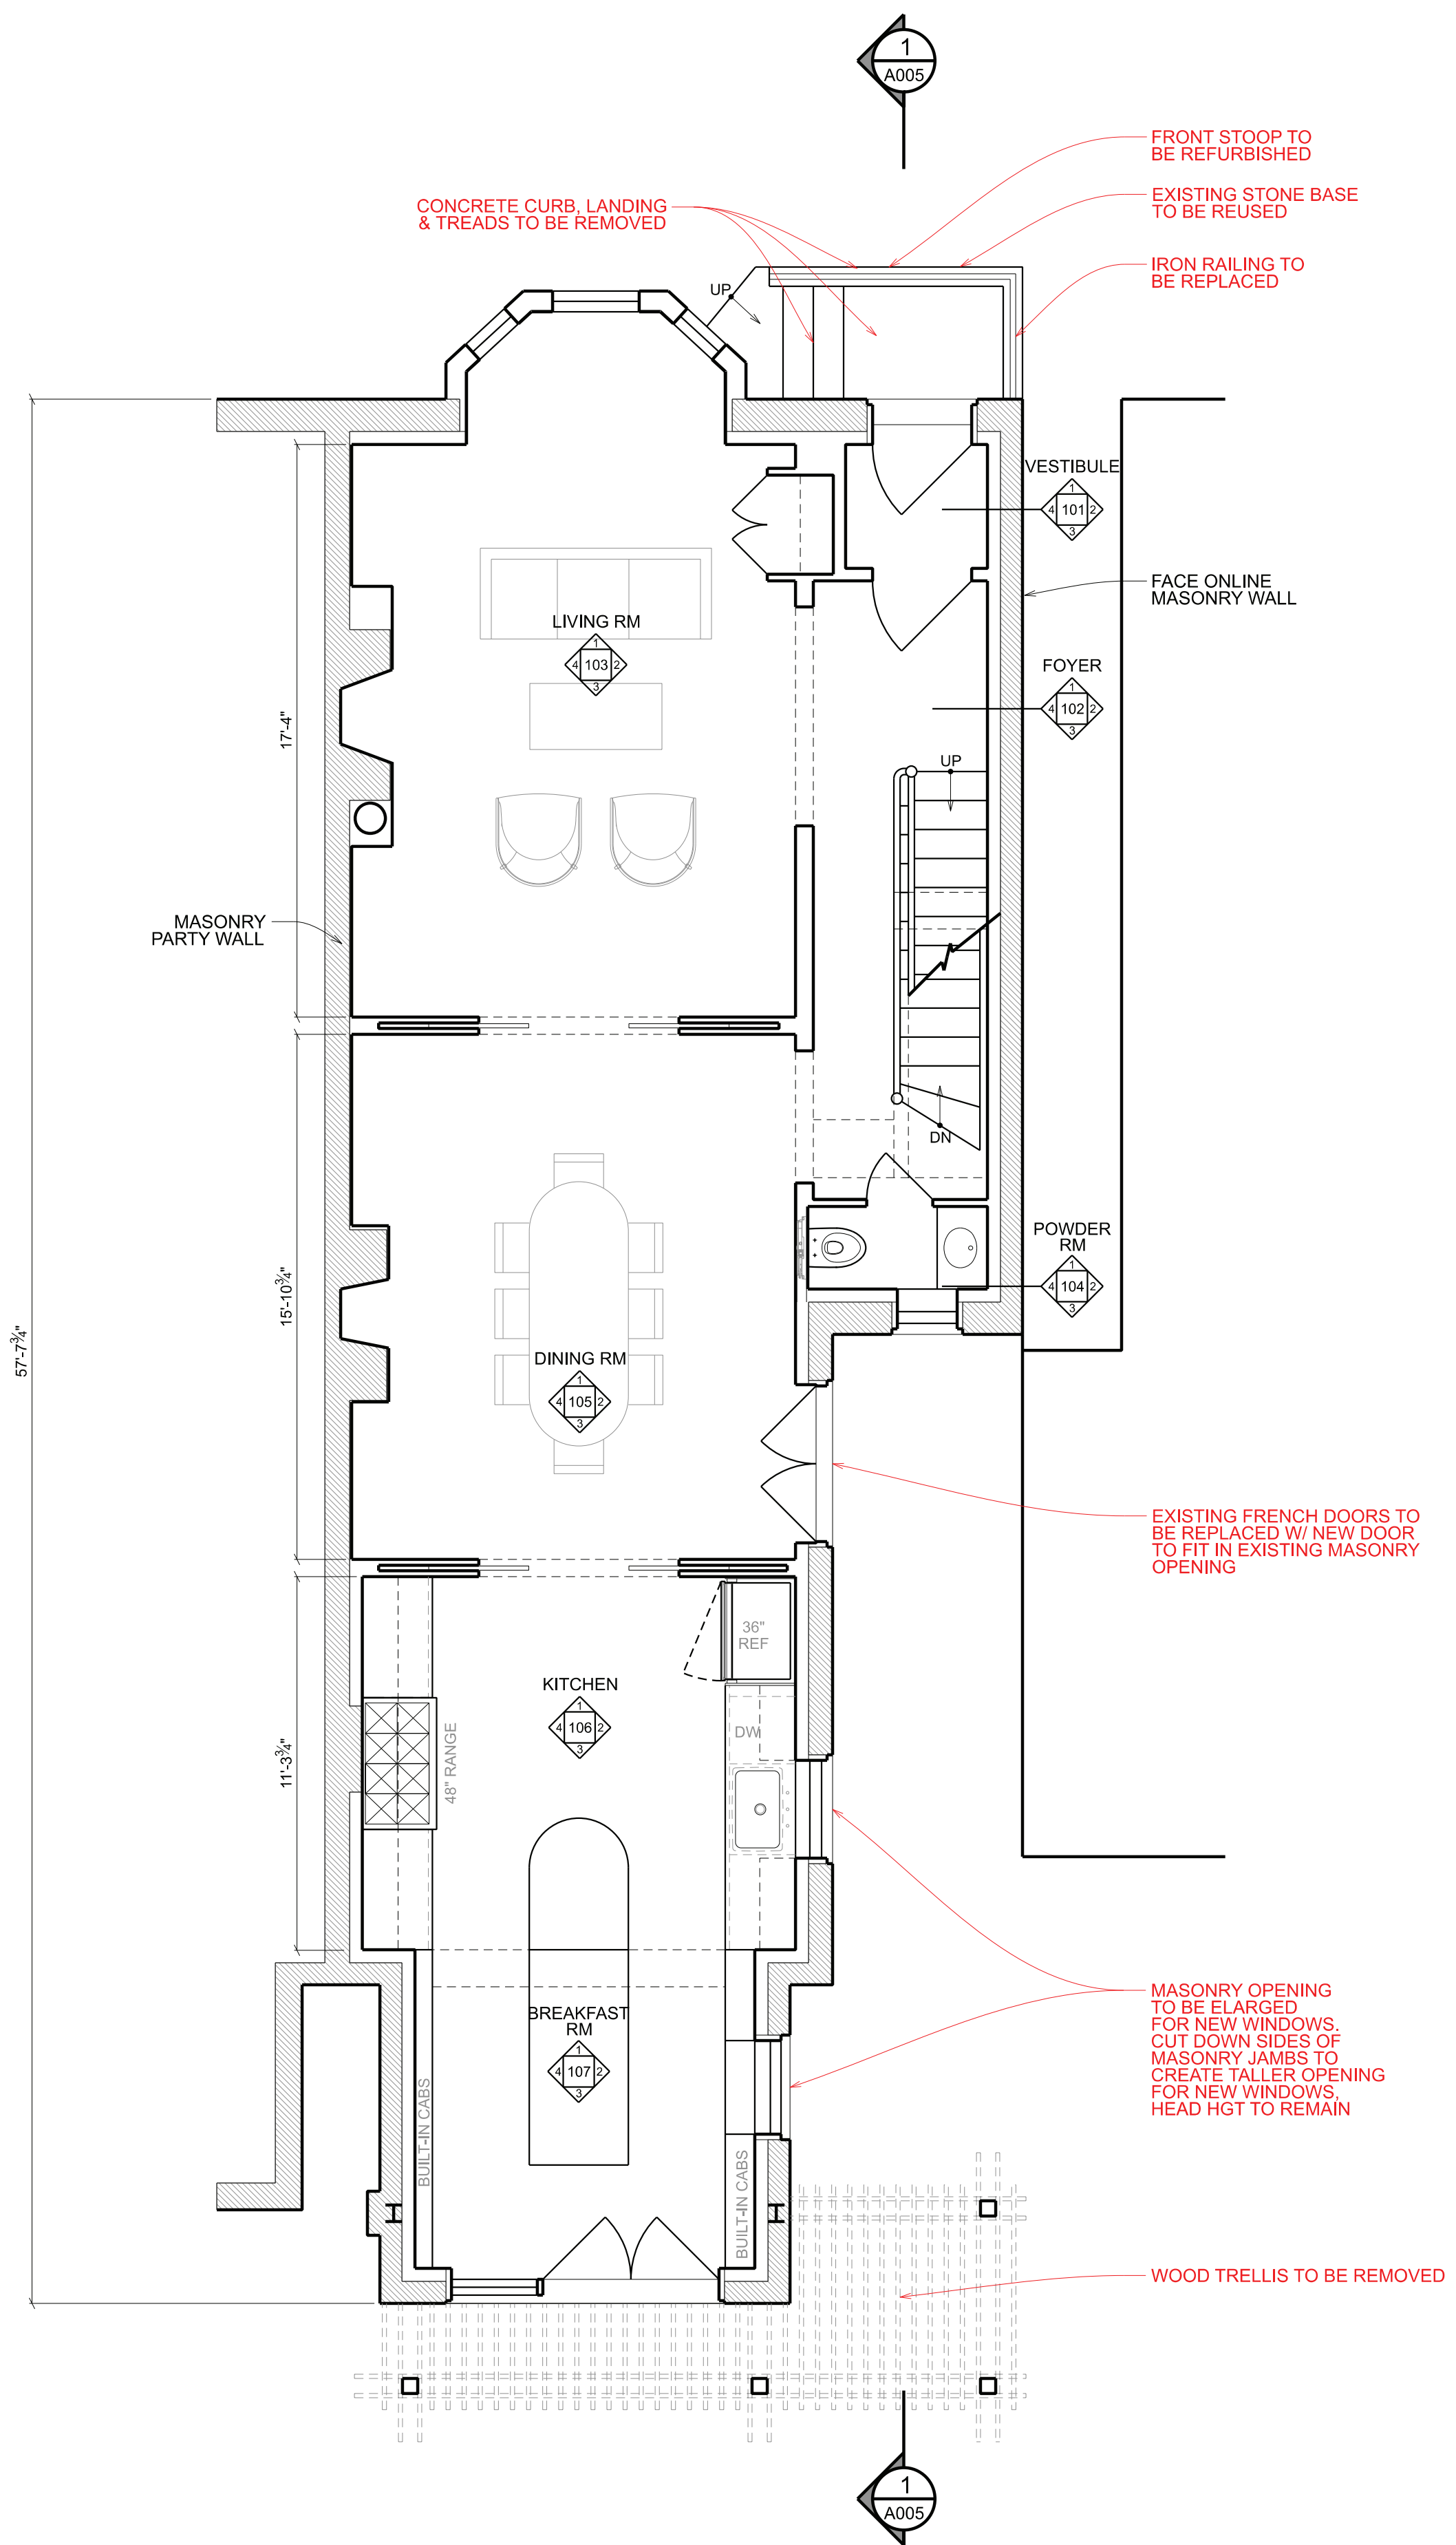 1
A005
FRONT STOOP TO
BE REFURBISHED
CONCRETE CURB, LANDING
& TREADS TO BE REMOVED
EXISTING STONE BASE
TO BE REUSED
IRON RAILING TO
BE REPLACED
UP
VESTIBULE
1
4 101 2
3
FACE ONLINE
MASONRY WALL
LIVING RM
1
4 103 2
3
FOYER
1
4 102 2
3
17'-4"
UP
MASONRY
PARTY WALL
DN
POWDER
RM
1
4 104 2
3
15'-10¾"
57'-7¾"
DINING RM
1
4 105 2
3
EXISTING FRENCH DOORS TO
BE REPLACED W/ NEW DOOR
TO FIT IN EXISTING MASONRY
OPENING
36"
REF
KITCHEN
1
4 106 2
3
DW
48" RANGE
11'-3¾"
MASONRY OPENING
TO BE ELARGED
FOR NEW WINDOWS.
CUT DOWN SIDES OF
MASONRY JAMBS TO
CREATE TALLER OPENING
FOR NEW WINDOWS,
HEAD HGT TO REMAIN
BREAKFAST
RM
1
4 107 2
3
BUILT-IN CABS
BUILT-IN CABS
WOOD TRELLIS TO BE REMOVED
1
A005